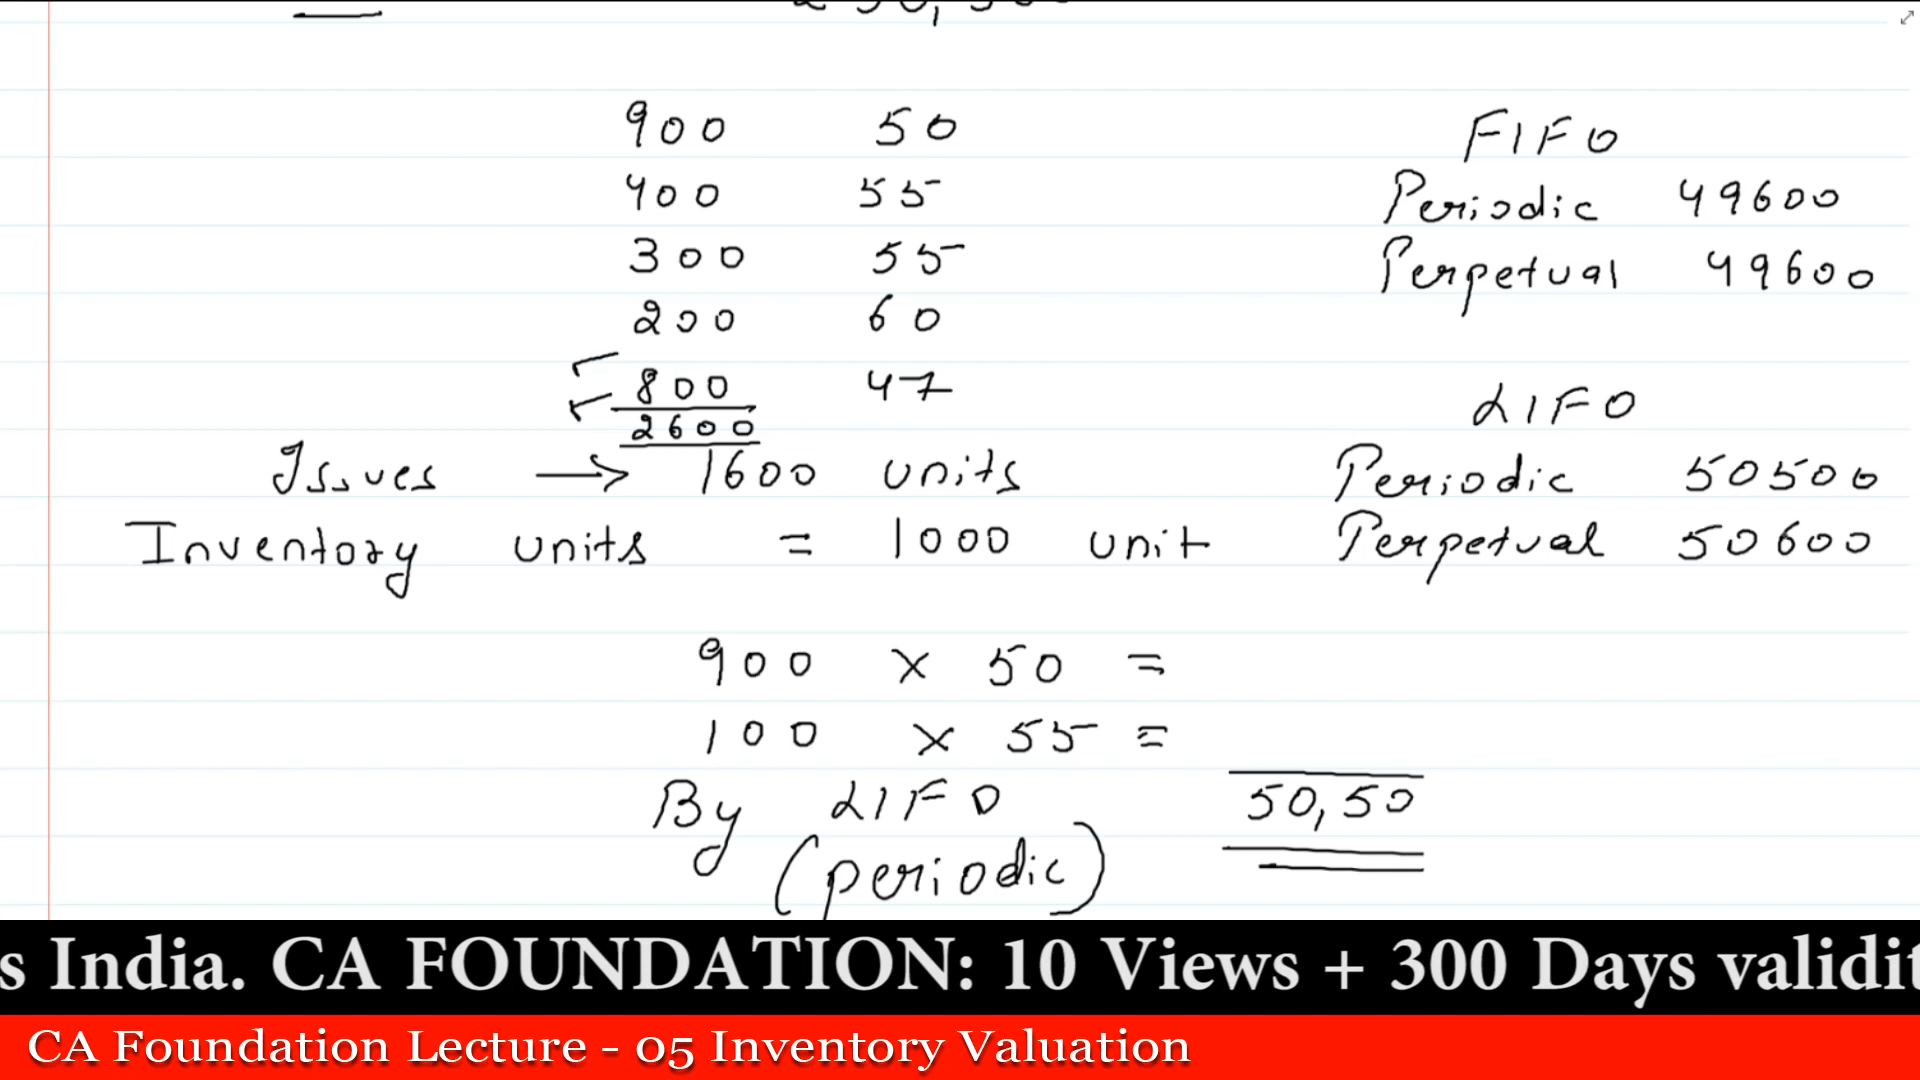 900 50
400 55
300 55
200 60
800 47
2600
Issues → 1600 units
Inventory units = 1000 unit
FIFO
Periodic 49600
Perpetual 49600
LIFO
Periodic 50500
Perpetual 50600
900 × 50 =
100 × 55 =
By LIFO 50,50
(periodic)
s India. CA FOUNDATION: 10 Views + 300 Days validit
CA Foundation Lecture - 05 Inventory Valuation